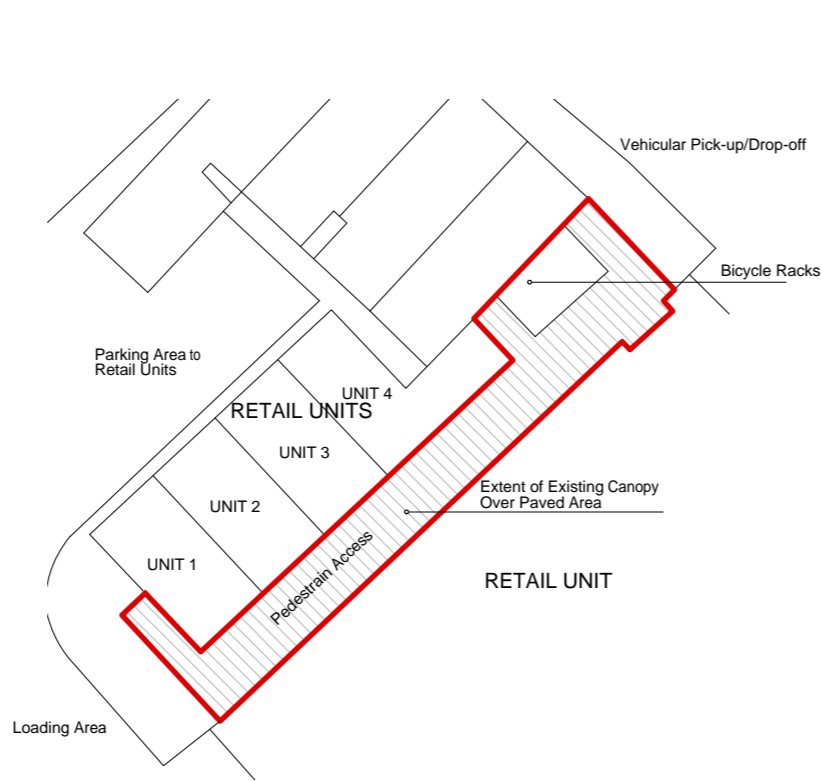 Vehicular Pick-up/Drop-off
Bicycle Racks
Parking Area to
Retail Units
UNIT 4
RETAIL UNITS
UNIT 3
Extent of Existing Canopy
Over Paved Area
UNIT 2
UNIT 1
Pedestrain Access
RETAIL UNIT
Loading Area